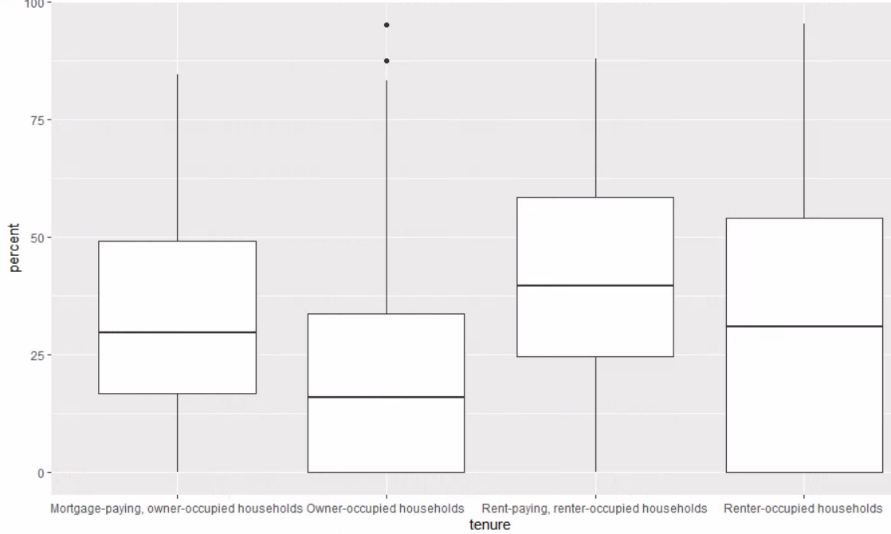 100
75
50
25
0
percent
Mortgage-paying, owner-occupied households
Owner-occupied households
Rent-paying, renter-occupied households
Renter-occupied households
tenure